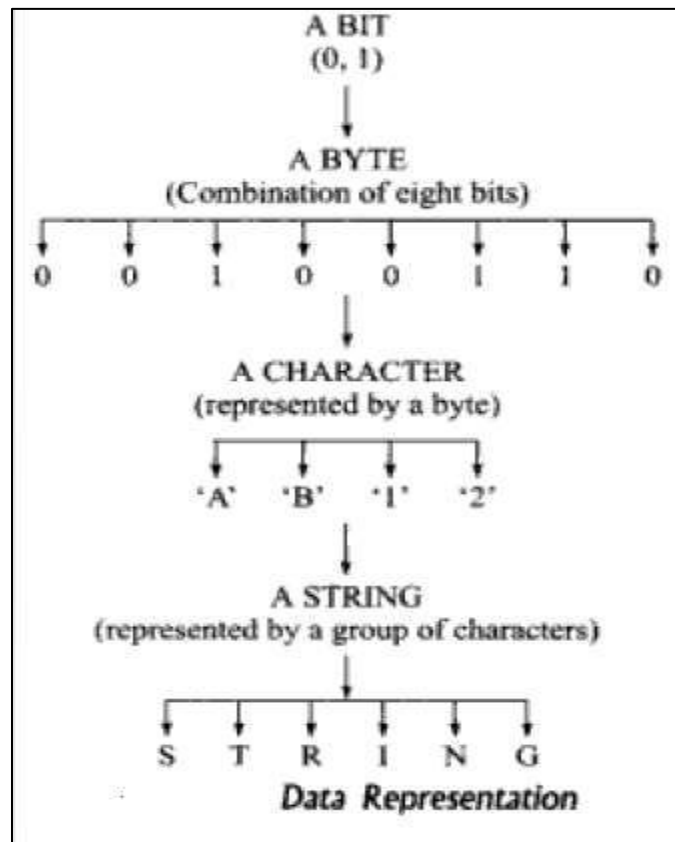 A BIT
(0, 1)
A BYTE
(Combination of eight bits)
0 0 1 0 0 1 1 0
A CHARACTER
(represented by a byte)
‘A‘ ‘B’ ‘1’ ‘2’
A STRING
(represented by a group of characters)
S T R I N G
Data Representation